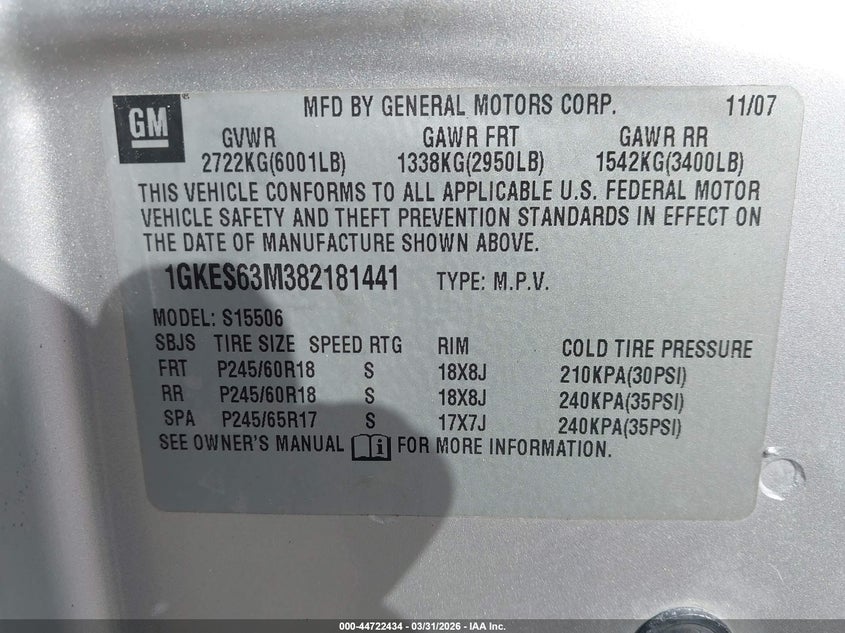 GM® MFD BY GENERAL MOTORS CORP. 11/07
GVWR GAWR FRT GAWR RR
2722KG(6001LB) 1338KG(2950LB) 1542KG(3400LB)
THIS VEHICLE CONFORMS TO ALL APPLICABLE U.S. FEDERAL MOTOR
VEHICLE SAFETY AND THEFT PREVENTION STANDARDS IN EFFECT ON
THE DATE OF MANUFACTURE SHOWN ABOVE.
1GKES63M382181441 TYPE: M.P.V.
MODEL: S15506
SBJS TIRE SIZE SPEED RTG RIM COLD TIRE PRESSURE
FRT P245/60R18 S 18X8J 210KPA(30PSI)
RR P245/60R18 S 18X8J 240KPA(35PSI)
SPA P245/65R17 S 17X7J 240KPA(35PSI)
SEE OWNER'S MANUAL i FOR MORE INFORMATION.
000-44722434 / 03/31/2026 - IAA Inc.